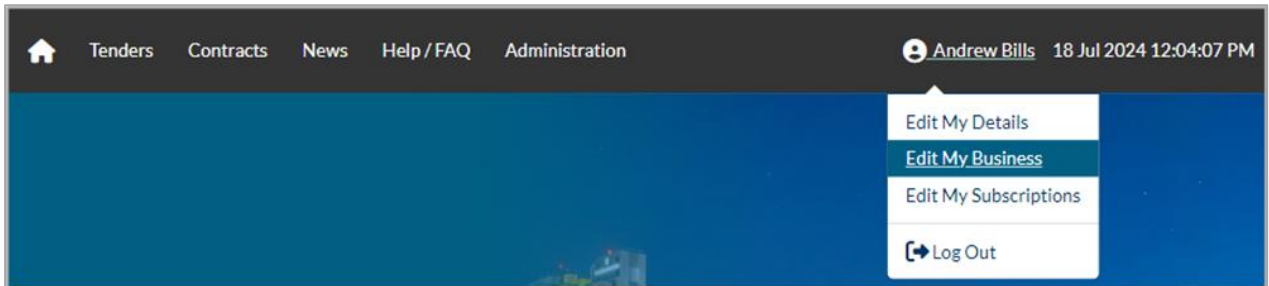 Tenders Contracts News Help / FAQ Administration Andrew Bills 18 Jul 2024 12:04:07 PM
Edit My Details
Edit My Business
Edit My Subscriptions
Log Out